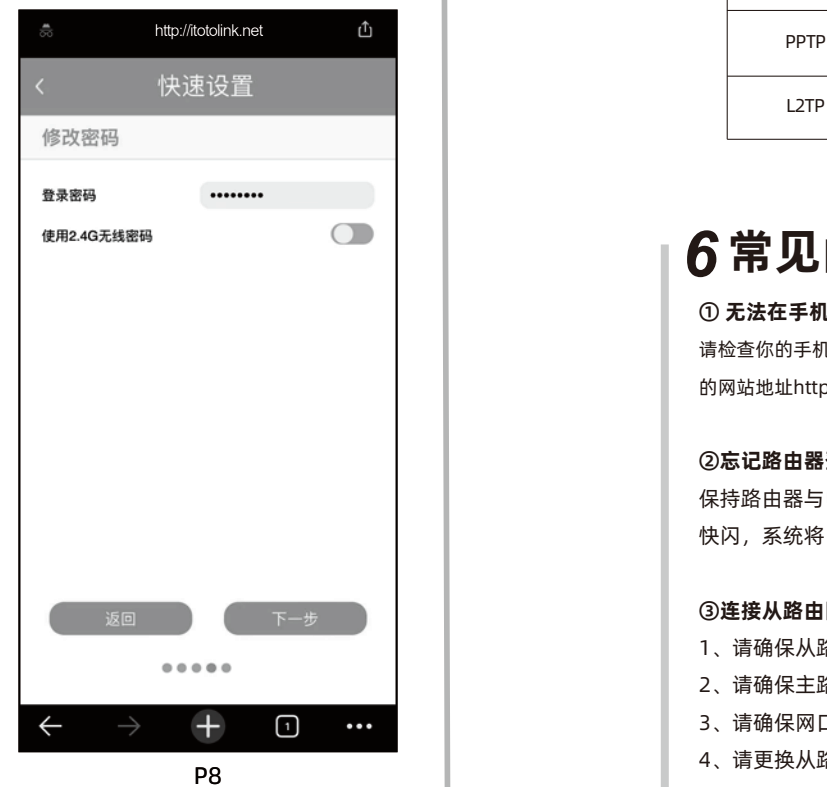 http://itotolink.net
快速设置
修改密码
登录密码
••••••••
使用2.4G无线密码
返回
下一步
1
P8
PPTP
L2TP
6 常见
① 无法在手机
请检查你的手机
的网站地址http
②忘记路由器
保持路由器与
快闪，系统将
③连接从路由
1、请确保从路
2、请确保主路
3、请确保网口
4、请更换从路